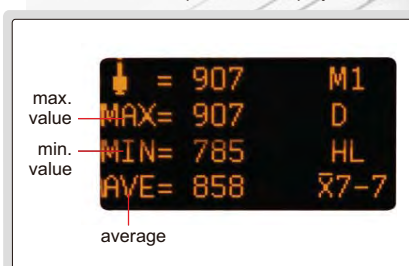 = 907 M1
max. value
MAX= 907 D
min. value
MIN= 785 HL
AVE= 858 X̄7-7
average